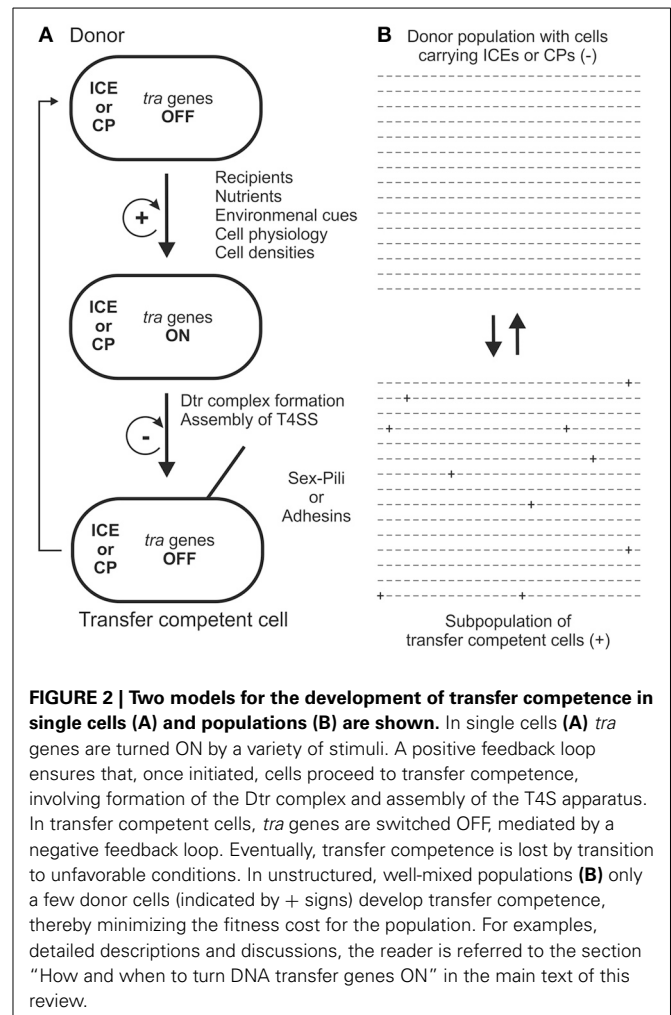 A Donor
ICE
or
CP
tra genes
OFF
+
Recipients
Nutrients
Environmenal cues
Cell physiology
Cell densities
ICE
or
CP
tra genes
ON
-
Dtr complex formation
Assembly of T4SS
Sex-Pili
or
Adhesins
ICE
or
CP
tra genes
OFF
Transfer competent cell
B Donor population with cells
carrying ICEs or CPs (-)
Subpopulation of
transfer competent cells (+)
FIGURE 2 | Two models for the development of transfer competence in
single cells (A) and populations (B) are shown. In single cells (A) tra
genes are turned ON by a variety of stimuli. A positive feedback loop
ensures that, once initiated, cells proceed to transfer competence,
involving formation of the Dtr complex and assembly of the T4S apparatus.
In transfer competent cells, tra genes are switched OFF, mediated by a
negative feedback loop. Eventually, transfer competence is lost by transition
to unfavorable conditions. In unstructured, well-mixed populations (B) only
a few donor cells (indicated by + signs) develop transfer competence,
thereby minimizing the fitness cost for the population. For examples,
detailed descriptions and discussions, the reader is referred to the section
“How and when to turn DNA transfer genes ON” in the main text of this
review.